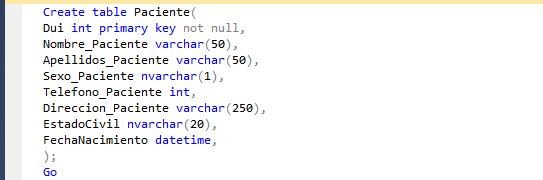 Create table Paciente(
Dui int primary key not null,
Nombre_Paciente varchar(50),
Apellidos_Paciente varchar(50),
Sexo_Paciente nvarchar(1),
Telefono_Paciente int,
Direccion_Paciente varchar(250),
EstadoCivil nvarchar(20),
FechaNacimiento datetime,
);
Go